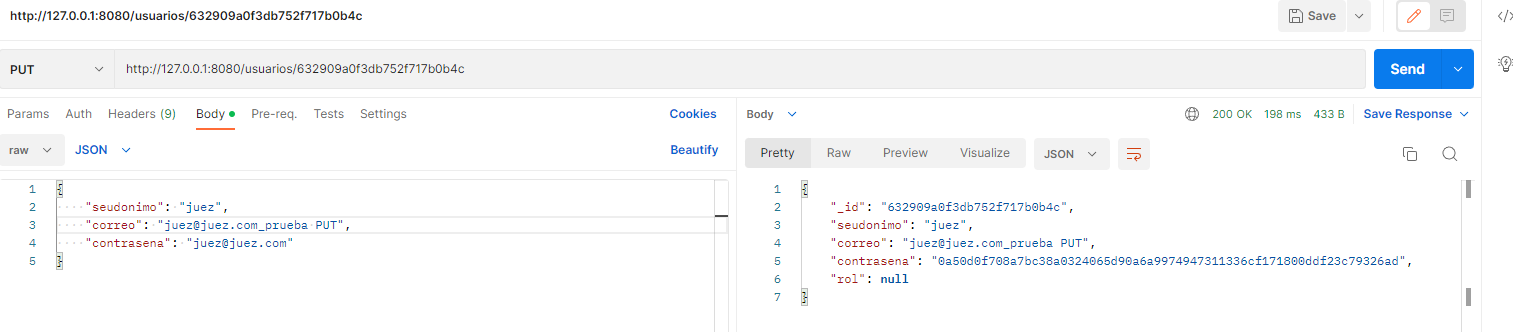 http://127.0.0.1:8080/usuarios/632909a0f3db752f717b0b4c
Save
PUT
http://127.0.0.1:8080/usuarios/632909a0f3db752f717b0b4c
Send
Params Auth Headers (9) Body Pre-req. Tests Settings Cookies
raw JSON Beautify
1 {
2 "seudonimo": "juez",
3 "correo": "juez@juez.com_prueba PUT",
4 "contrasena": "juez@juez.com"
5 }
Body 200 OK 198 ms 433 B Save Response
Pretty Raw Preview Visualize JSON
1 {
2 "_id": "632909a0f3db752f717b0b4c",
3 "seudonimo": "juez",
4 "correo": "juez@juez.com_prueba PUT",
5 "contrasena": "0a50d0f708a7bc38a0324065d90a6a9974947311336cf171800ddf23c79326ad",
6 "rol": null
7 }